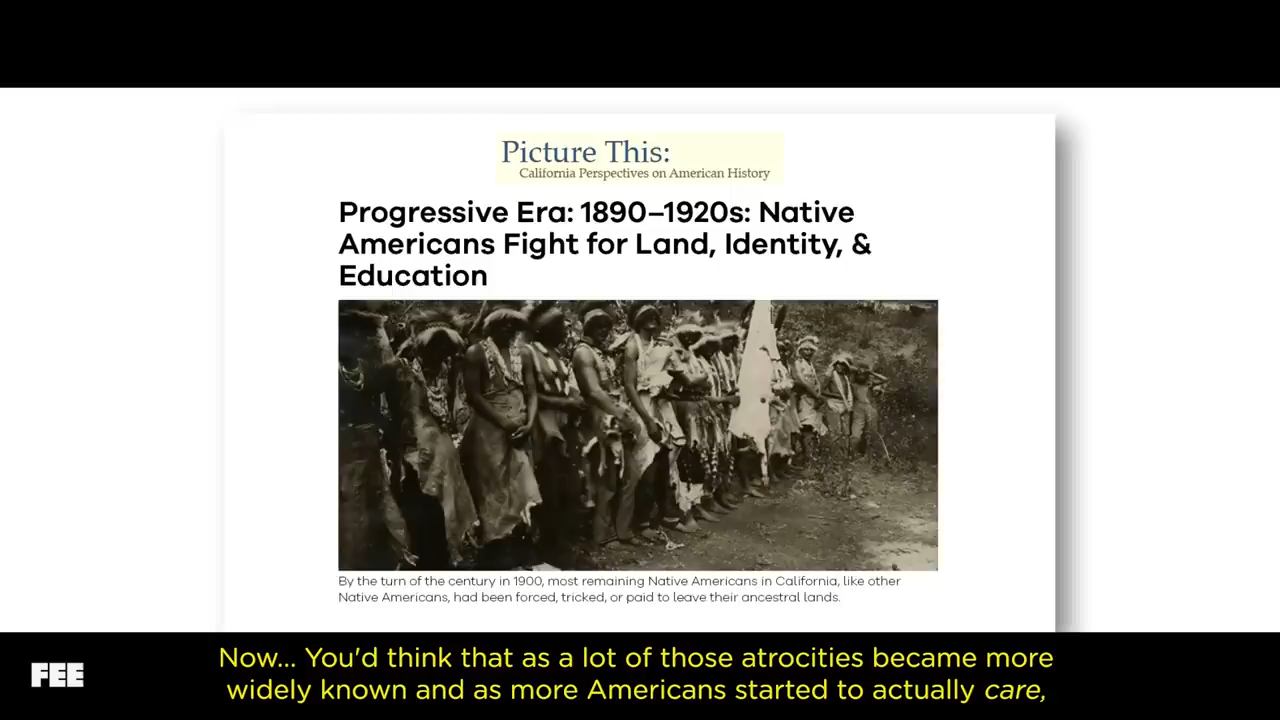 Picture This:
California Perspectives on American History
Progressive Era: 1890–1920s: Native
Americans Fight for Land, Identity, &
Education
By the turn of the century in 1900, most remaining Native Americans in California, like other
Native Americans, had been forced, tricked, or paid to leave their ancestral lands.
FEE
Now... You'd think that as a lot of those atrocities became more
widely known and as more Americans started to actually care,